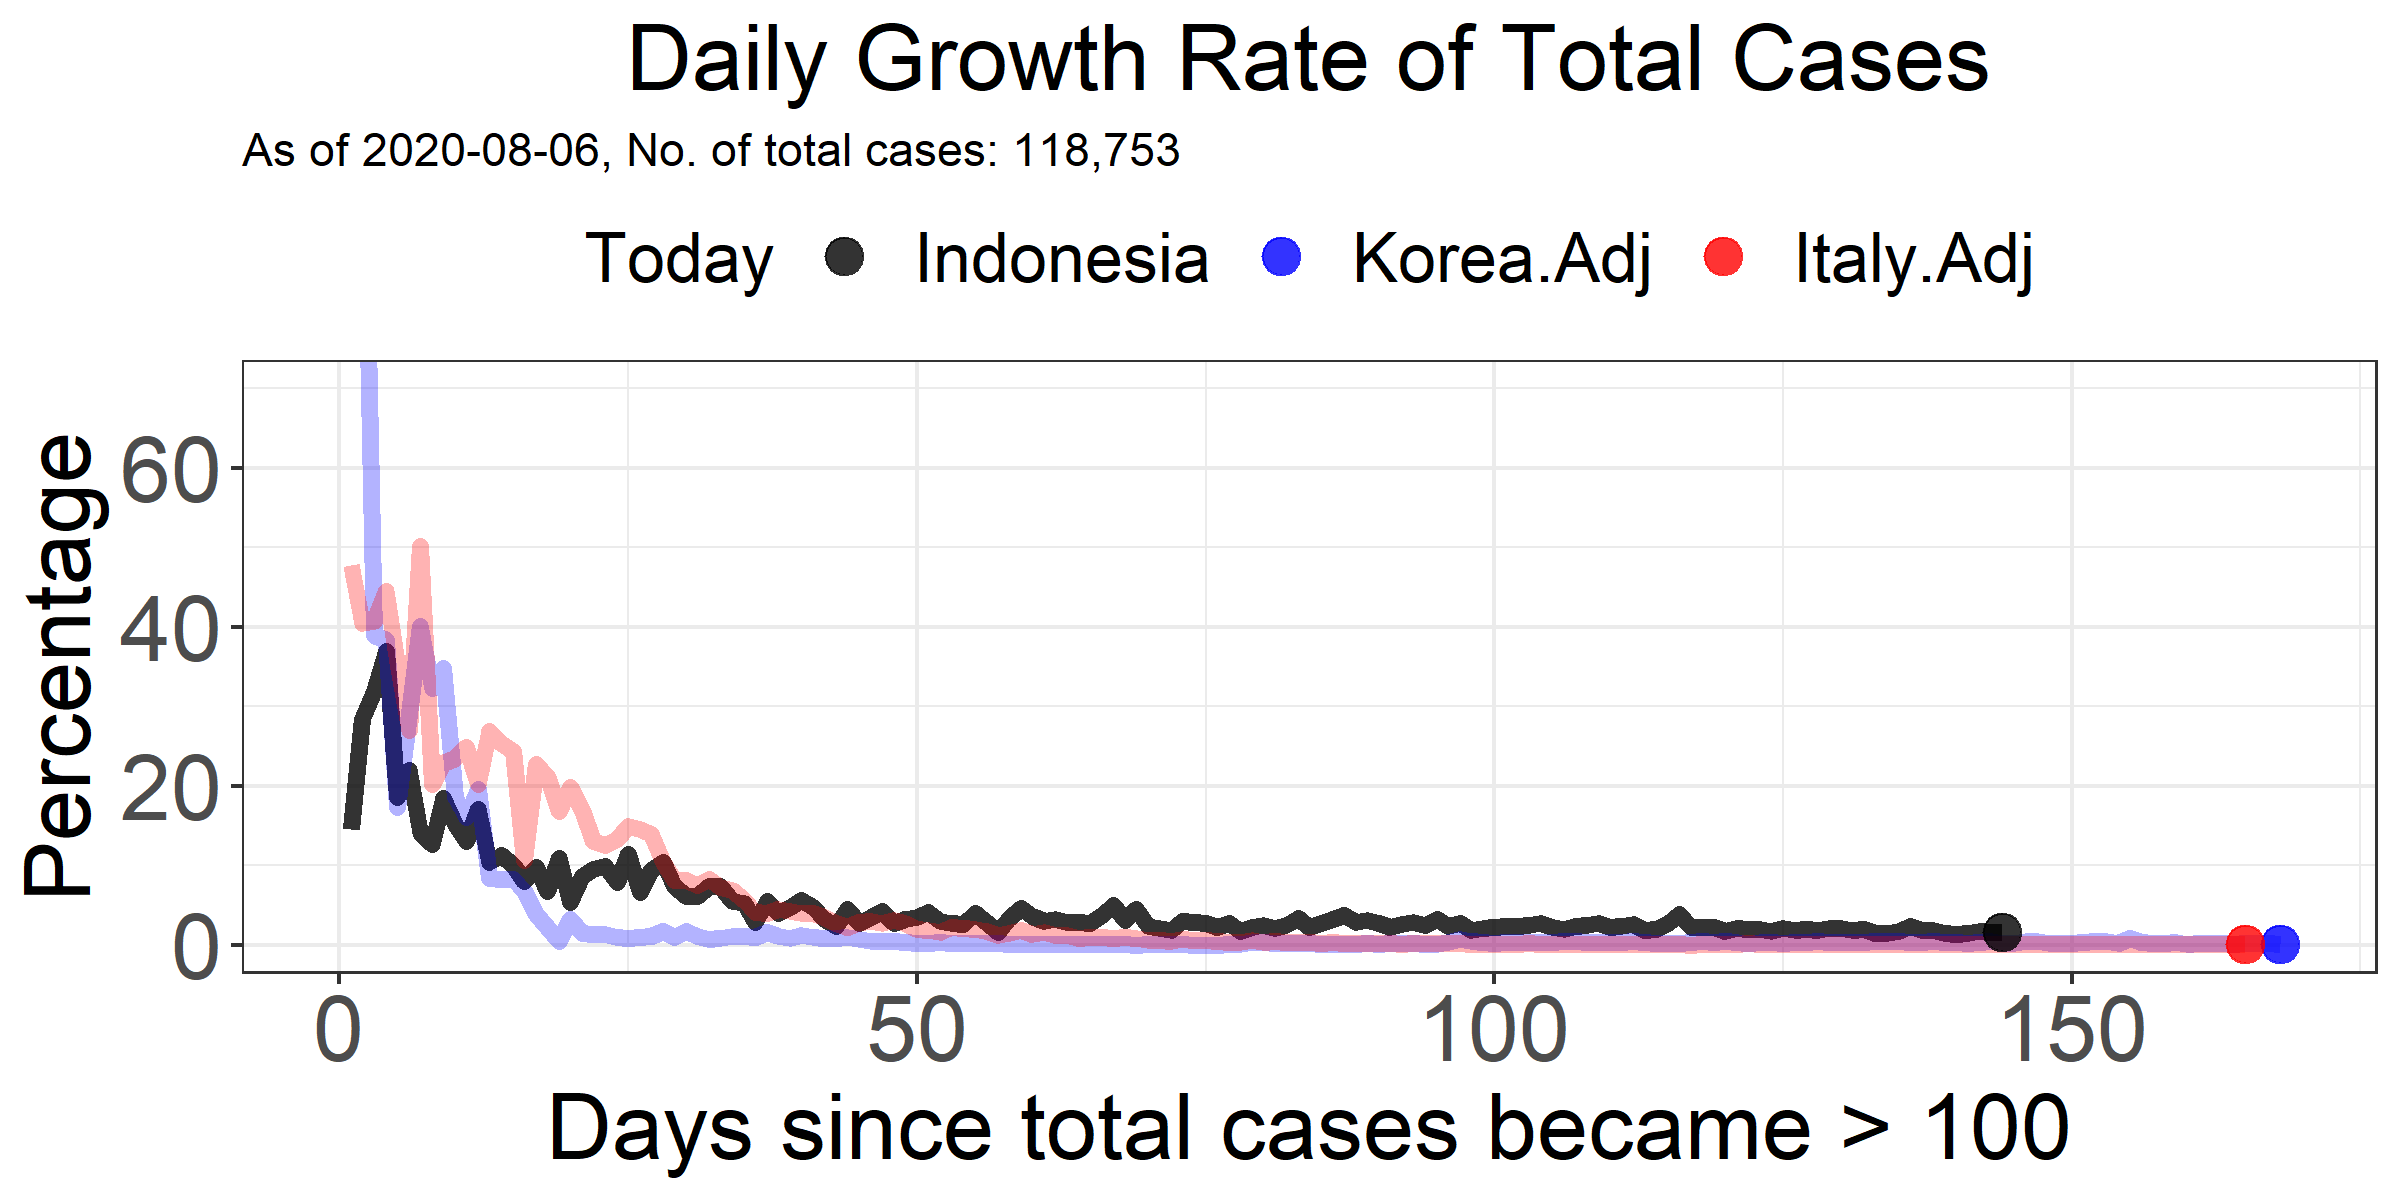 Daily Growth Rate of Total Cases
As of 2020-08-06, No. of total cases: 118,753
Today Indonesia Korea.Adj Italy.Adj
Percentage
60
40
20
0
0 50 100 150
Days since total cases became > 100